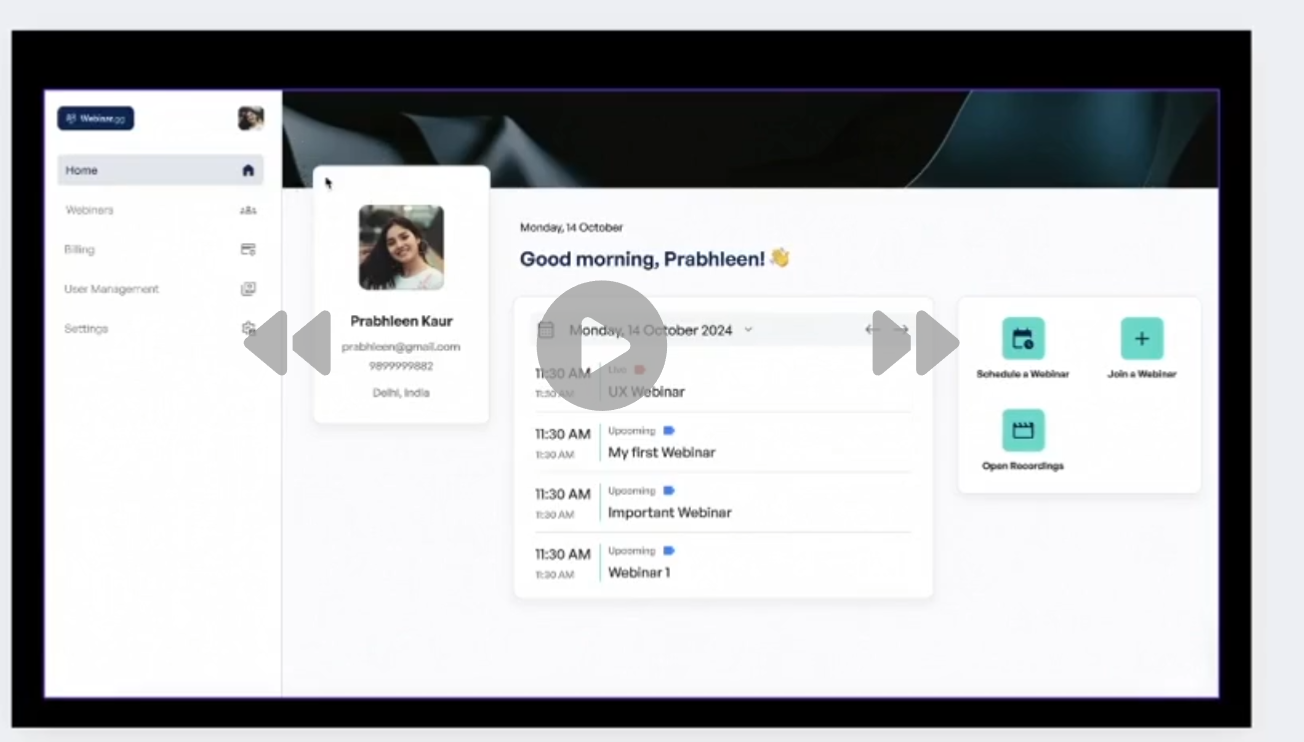 Webinar.gg
Home
Webinars
Billing
User Management
Settings
Prabhleen Kaur
prabhleen@gmail.com
9899999882
Delhi, India
Monday, 14 October
Good morning, Prabhleen! 👋
Monday, 14 October 2024
11:30 AM
Live
11:30 AM
UX Webinar
11:30 AM
Upcoming
11:30 AM
My first Webinar
11:30 AM
Upcoming
11:30 AM
Important Webinar
11:30 AM
Upcoming
11:30 AM
Webinar 1
Schedule a Webinar
Join a Webinar
Open Recordings